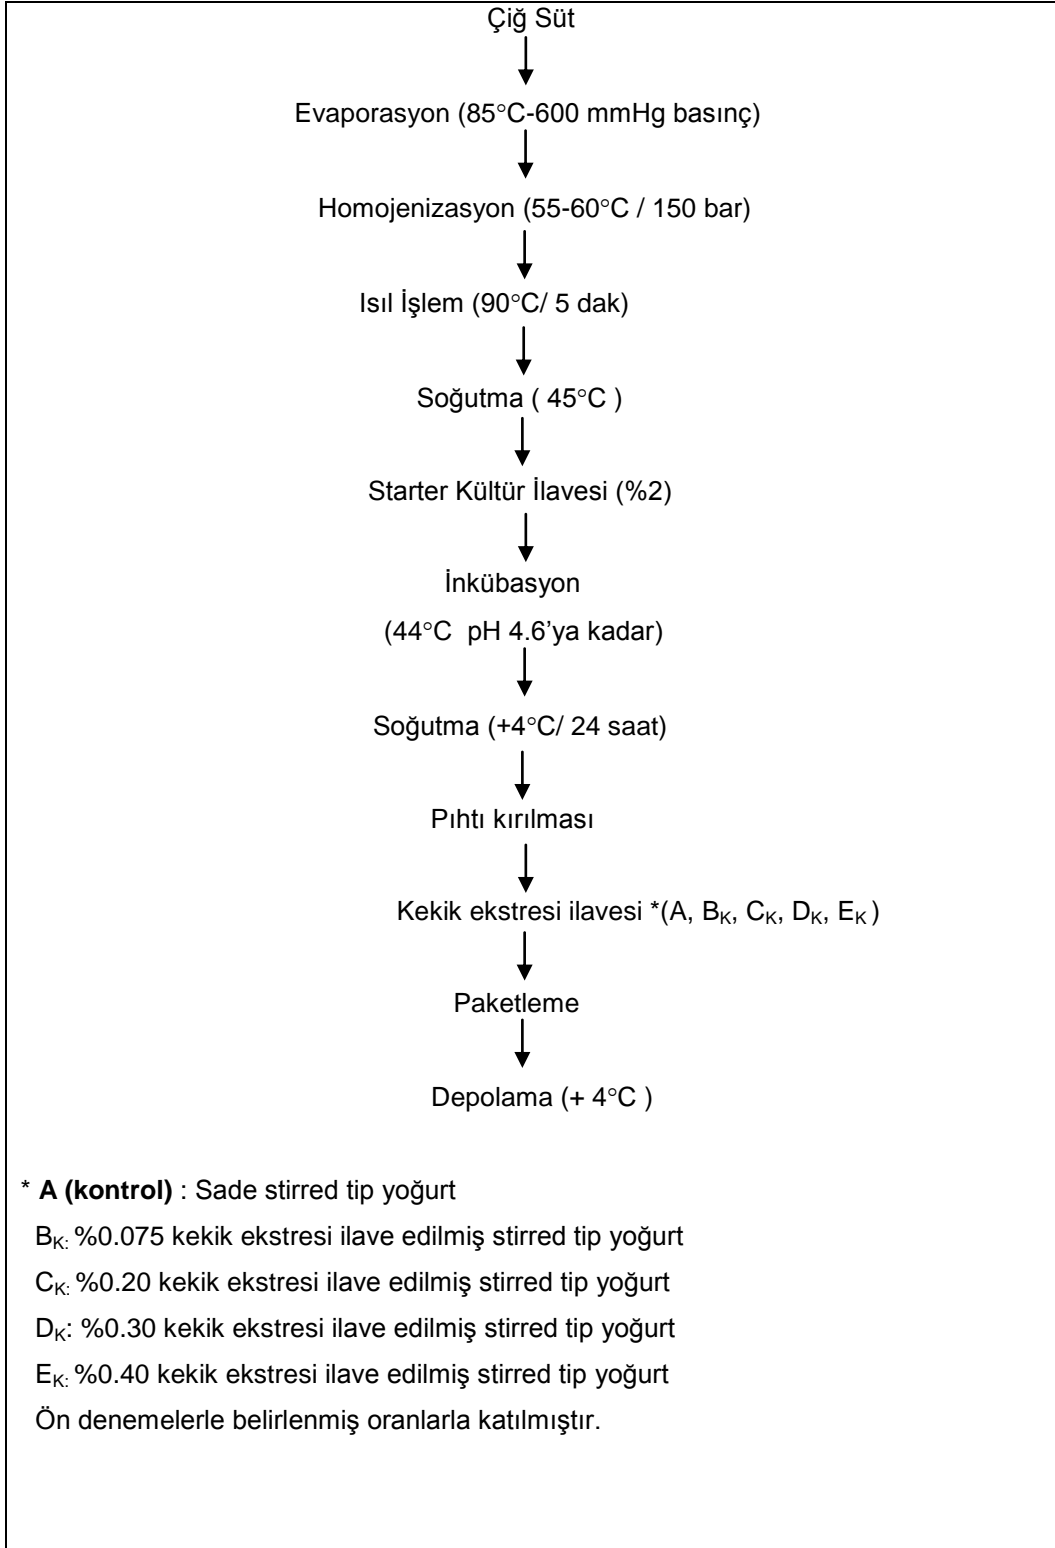 Çiğ Süt
Evaporasyon (85°C-600 mmHg basınç)
Homojenizasyon (55-60°C / 150 bar)
Isıl İşlem (90°C/ 5 dak)
Soğutma ( 45°C )
Starter Kültür İlavesi (%2)
İnkübasyon
(44°C  pH 4.6’ya kadar)
Soğutma (+4°C/ 24 saat)
Pıhtı kırılması
Kekik ekstresi ilavesi *(A, BK, CK, DK, EK )
Paketleme
Depolama (+ 4°C )
* A (kontrol) : Sade stirred tip yoğurt
BK: %0.075 kekik ekstresi ilave edilmiş stirred tip yoğurt
CK: %0.20 kekik ekstresi ilave edilmiş stirred tip yoğurt
DK: %0.30 kekik ekstresi ilave edilmiş stirred tip yoğurt
EK: %0.40 kekik ekstresi ilave edilmiş stirred tip yoğurt
Ön denemelerle belirlenmiş oranlarla katılmıştır.